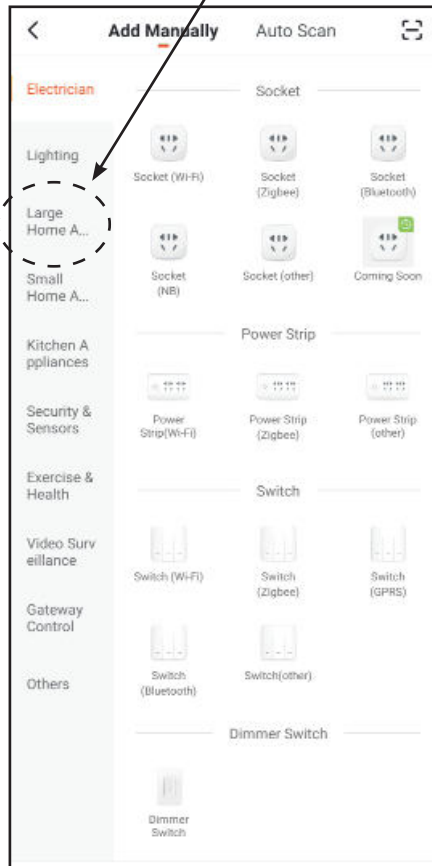 Add Manually
Auto Scan
Electrician
Lighting
Large
Home A...
Small
Home A...
Kitchen A
ppliances
Security &
Sensors
Exercise &
Health
Video Surv
eillance
Gateway
Control
Others
Socket
Socket (Wi-Fi)
Socket
(Zigbee)
Socket
(Bluetooth)
Socket
(NB)
Socket (other)
Coming Soon
Power Strip
Power
Strip(Wi-Fi)
Power Strip
(Zigbee)
Power Strip
(other)
Switch
Switch (Wi-Fi)
Switch
(Zigbee)
Switch
(GPRS)
Switch
(Bluetooth)
Switch(other)
Dimmer Switch
Dimmer
Switch